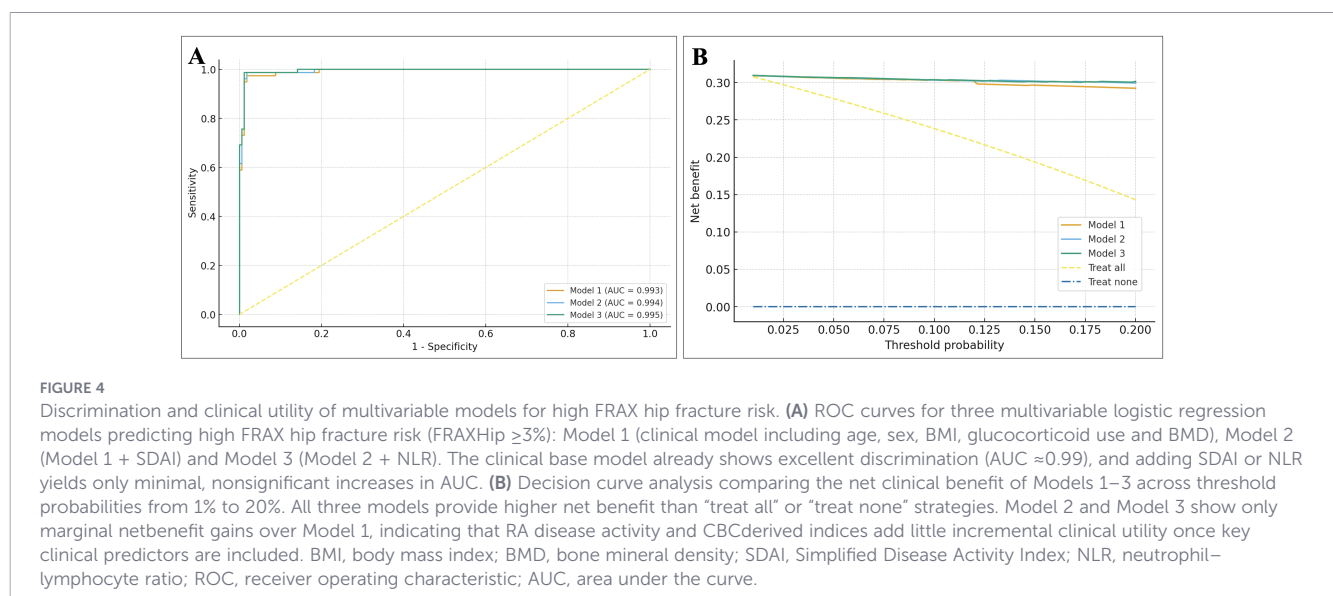 A
1.0
0.8
0.6
0.4
0.2
0.0
Sensitivity
0.0
0.2
0.4
0.6
0.8
1.0
1 - Specificity
Model 1 (AUC = 0.993)
Model 2 (AUC = 0.994)
Model 3 (AUC = 0.995)
B
0.30
0.25
0.20
0.15
0.10
0.05
0.00
Net benefit
0.025
0.050
0.075
0.100
0.125
0.150
0.175
0.200
Threshold probability
Model 1
Model 2
Model 3
Treat all
Treat none
FIGURE 4
Discrimination and clinical utility of multivariable models for high FRAX hip fracture risk. (A) ROC curves for three multivariable logistic regression
models predicting high FRAX hip fracture risk (FRAXHip ≥3%): Model 1 (clinical model including age, sex, BMI, glucocorticoid use and BMD), Model 2
(Model 1 + SDAI) and Model 3 (Model 2 + NLR). The clinical base model already shows excellent discrimination (AUC ≈0.99), and adding SDAI or NLR
yields only minimal, nonsignificant increases in AUC. (B) Decision curve analysis comparing the net clinical benefit of Models 1–3 across threshold
probabilities from 1% to 20%. All three models provide higher net benefit than “treat all” or “treat none” strategies. Model 2 and Model 3 show only
marginal netbenefit gains over Model 1, indicating that RA disease activity and CBCderived indices add little incremental clinical utility once key
clinical predictors are included. BMI, body mass index; BMD, bone mineral density; SDAI, Simplified Disease Activity Index; NLR, neutrophil–
lymphocyte ratio; ROC, receiver operating characteristic; AUC, area under the curve.